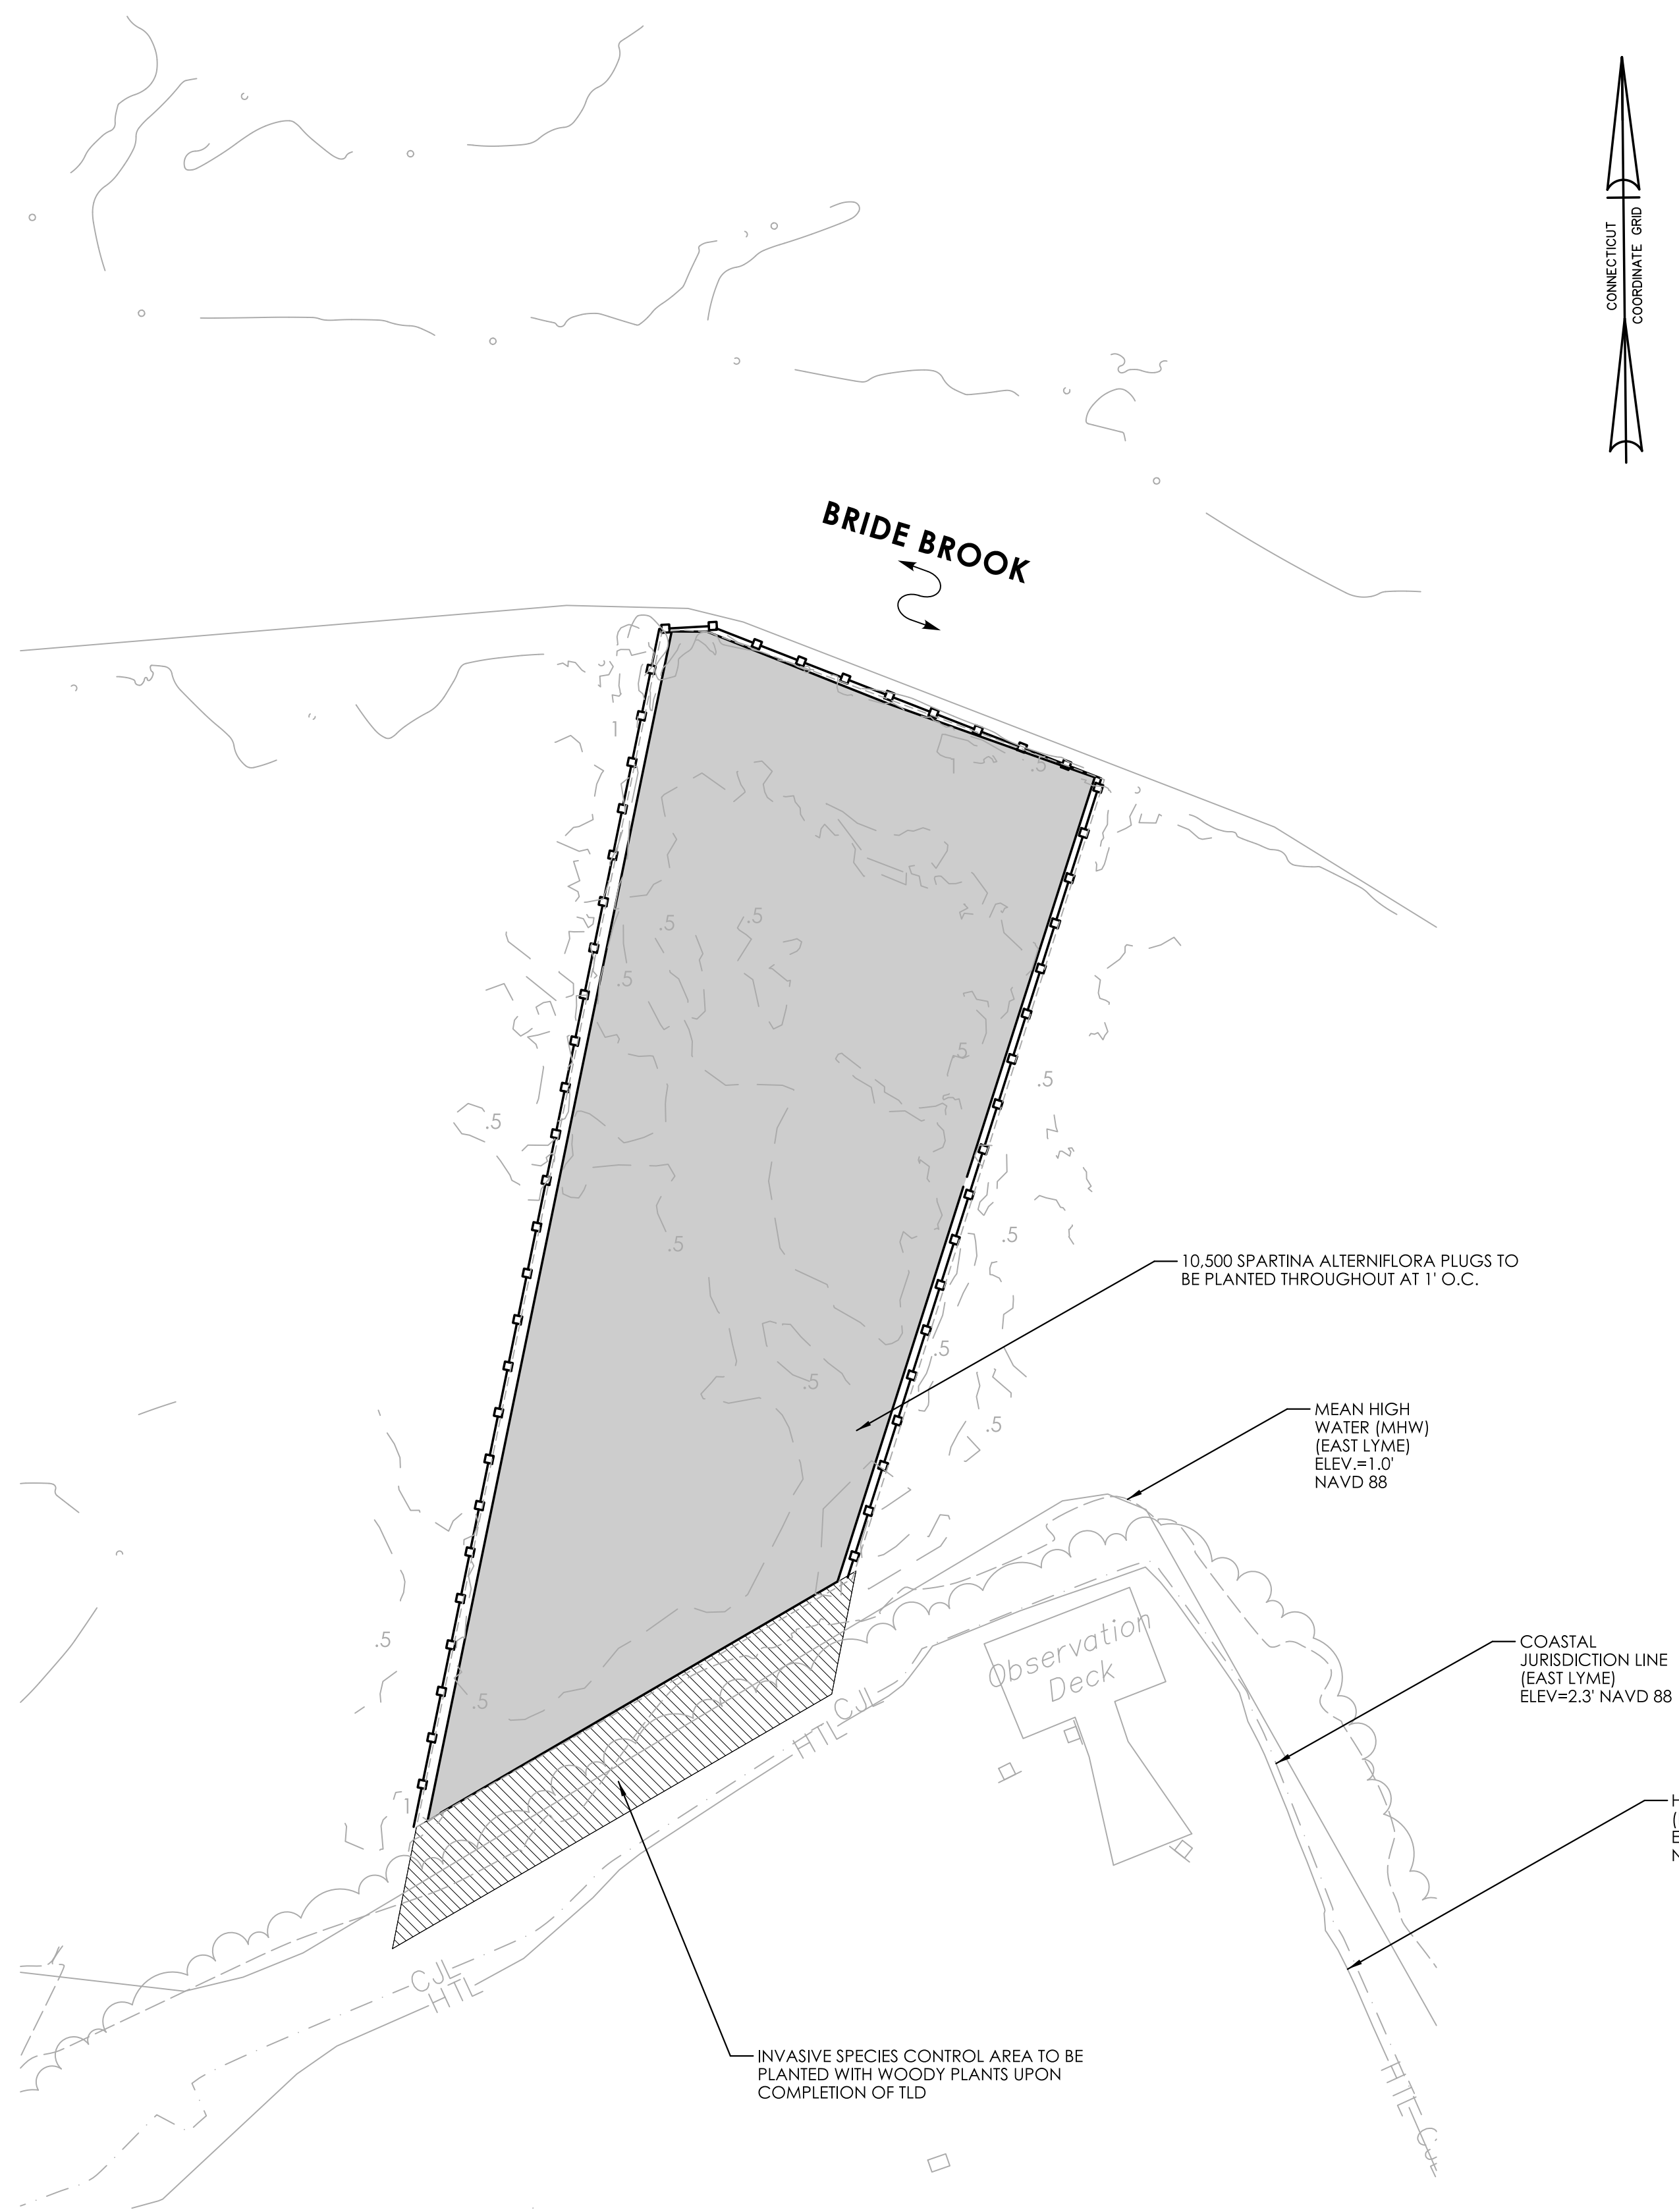 CONNECTICUT
COORDINATE GRID
BRIDE BROOK
1
.5
.5
.5
.5
.5
.5
.5
.5
.5
10,500 SPARTINA ALTERNIFLORA PLUGS TO
BE PLANTED THROUGHOUT AT 1' O.C.
.5
.5
.5
MEAN HIGH
WATER (MHW)
(EAST LYME)
ELEV.=1.0'
NAVD 88
.5
.5
1
Observation
Deck
COASTAL
JURISDICTION LINE
(EAST LYME)
ELEV=2.3' NAVD 88
CJL
HTL
CJL
HTL
INVASIVE SPECIES CONTROL AREA TO BE
PLANTED WITH WOODY PLANTS UPON
COMPLETION OF TLD
HTL